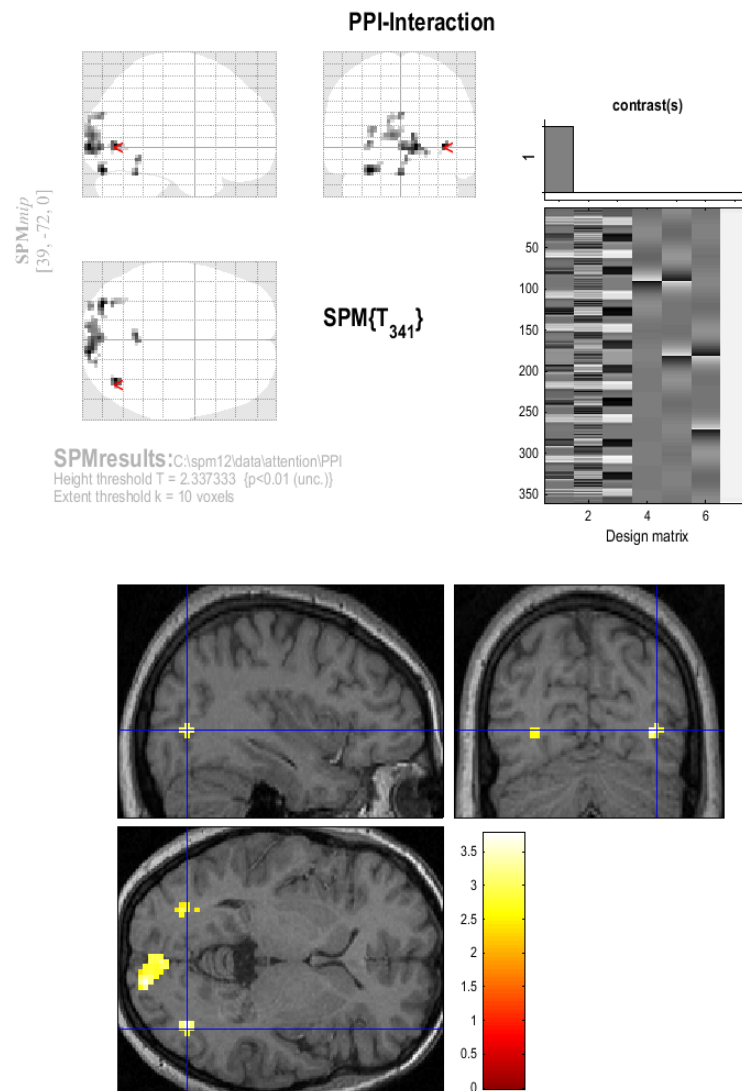 PPI-Interaction
SPMmip
[39, -72, 0]
contrast(s)
1
SPM{T341}
50
100
150
200
250
300
350
2 4 6
Design matrix
SPMresults: C:\spm12\data\attention\PPI
Height threshold T = 2.337333 {p<0.01 (unc.)}
Extent threshold k = 10 voxels
3.5
3
2.5
2
1.5
1
0.5
0